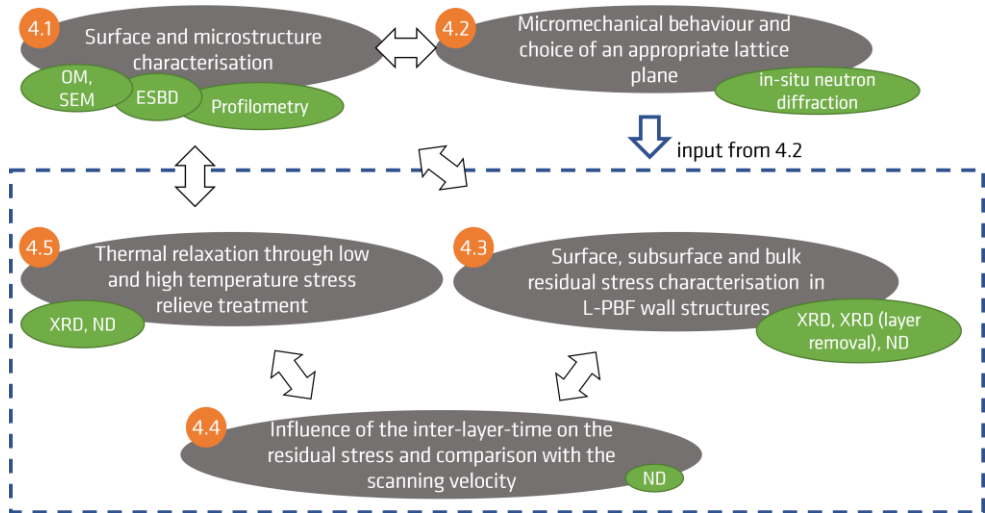 4.1
Surface and microstructure
characterisation
OM,
SEM
ESBD
Profilometry
4.2
Micromechanical behaviour and
choice of an appropriate lattice
plane
in-situ neutron
diffraction
input from 4.2
4.5
Thermal relaxation through low
and high temperature stress
relieve treatment
XRD, ND
4.3
Surface, subsurface and bulk
residual stress characterisation in
L-PBF wall structures
XRD, XRD (layer
removal), ND
4.4
Influence of the inter-layer-time on the
residual stress and comparison with the
scanning velocity
ND